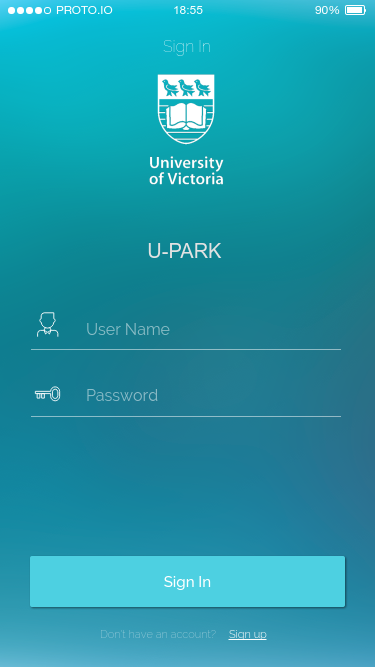 PROTO.IO 18:55 90%
Sign In
University
of Victoria
U-PARK
User Name
Password
Sign In
Don't have an account? Sign up